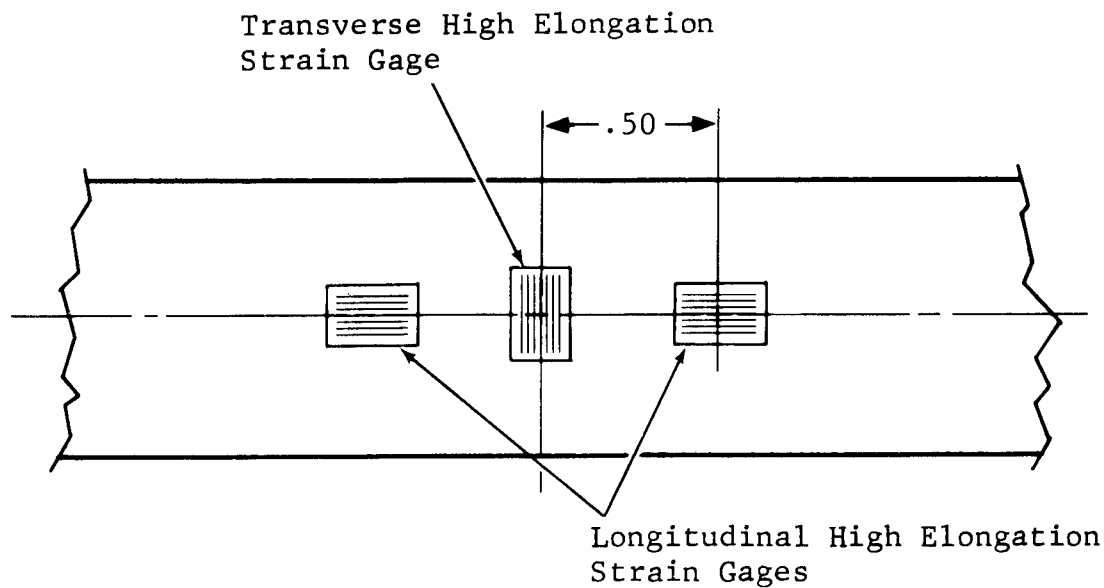 Transverse High Elongation
Strain Gage
.50
Longitudinal High Elongation
Strain Gages